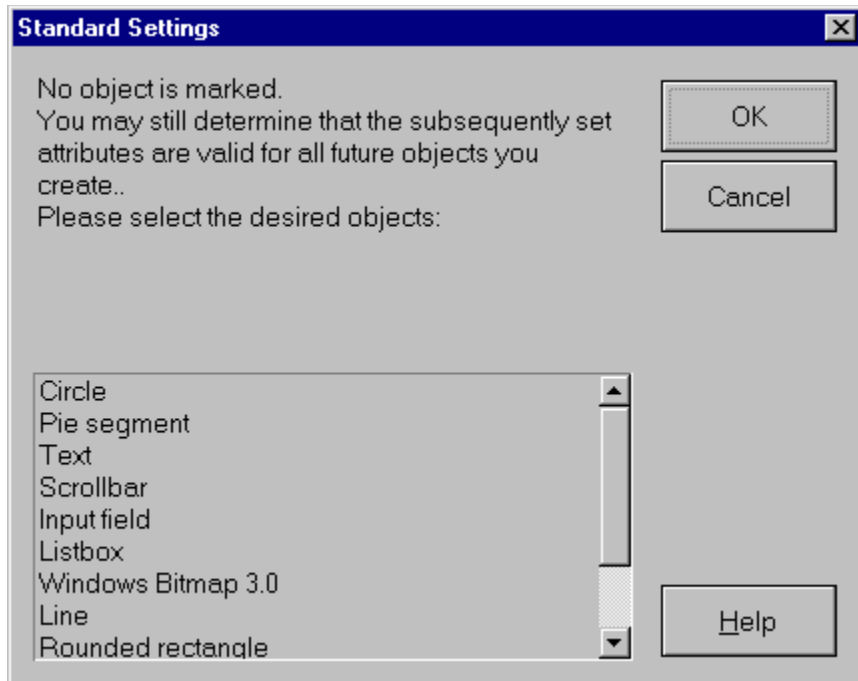 Standard Settings
No object is marked.
You may still determine that the subsequently set
attributes are valid for all future objects you
create..
Please select the desired objects:
OK
Cancel
Circle
Pie segment
Text
Scrollbar
Input field
Listbox
Windows Bitmap 3.0
Line
Rounded rectangle
Help